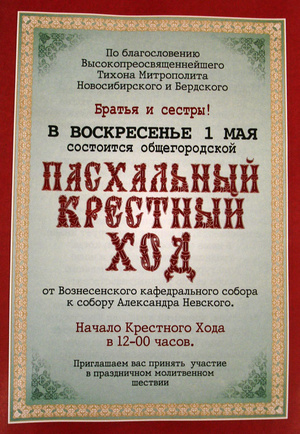 По благословению
Высокопреосвященнейшего
Тихона Митрополита
Новосибирского и Бердского
Братья и сестры!
В ВОСКРЕСЕНЬЕ 1 МАЯ
состоится общегородской
ПАСХАЛЬНЫЙ
КРЕСТНЫЙ
ХОД
от Вознесенского кафедрального собора
к собору Александра Невского.
Начало Крестного Хода
в 12-00 часов.
Приглашаем вас принять участие
в праздничном молитвенном
шествии